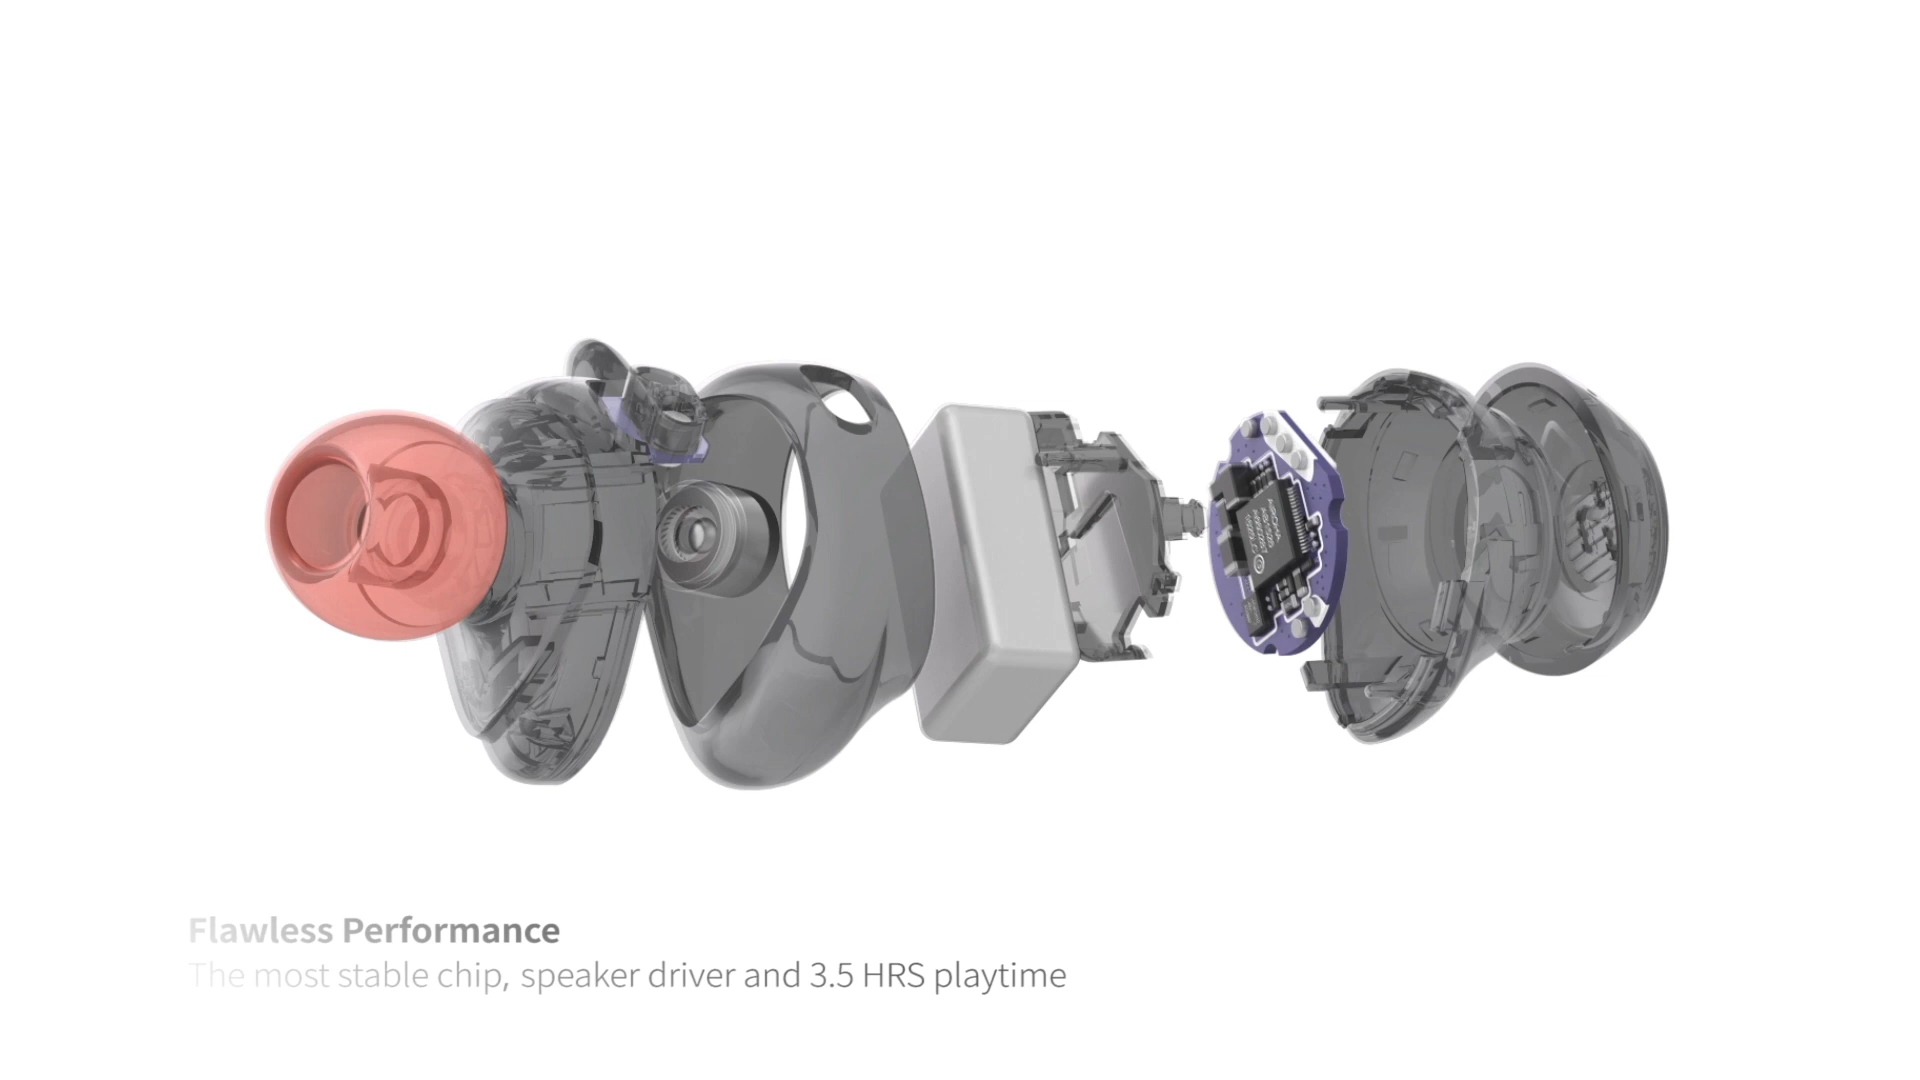 Flawless Performance
The most stable chip, speaker driver and 3.5 HRS playtime